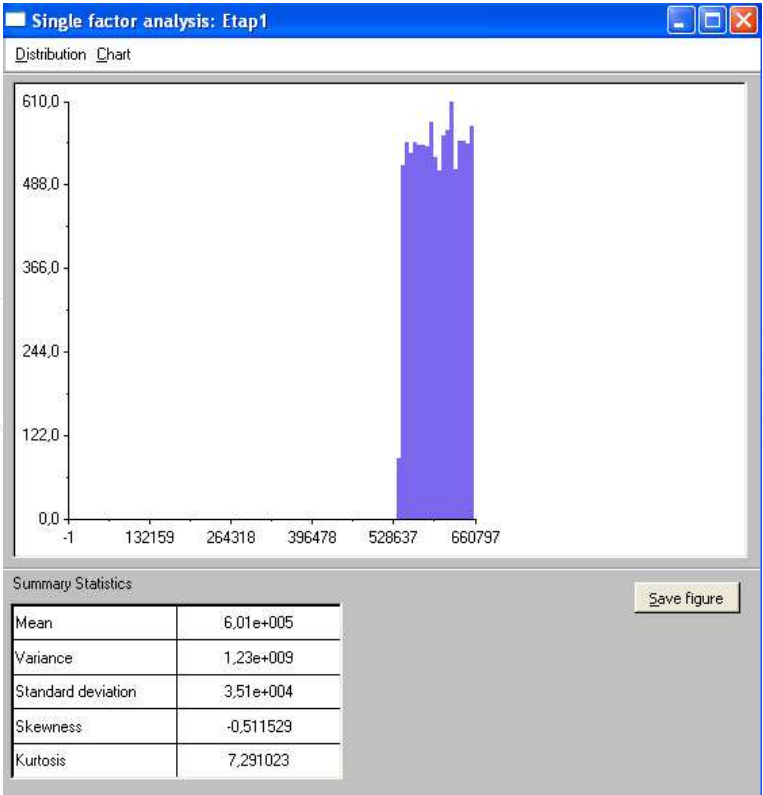 Single factor analysis: Etap1
Distribution Chart
610,0
488,0
366,0
244,0
122,0
0,0
-1 132159 264318 396478 528637 660797
Summary Statistics
Save figure
Mean 6,01e+005
Variance 1,23e+009
Standard deviation 3,51e+004
Skewness -0,511529
Kurtosis 7,291023